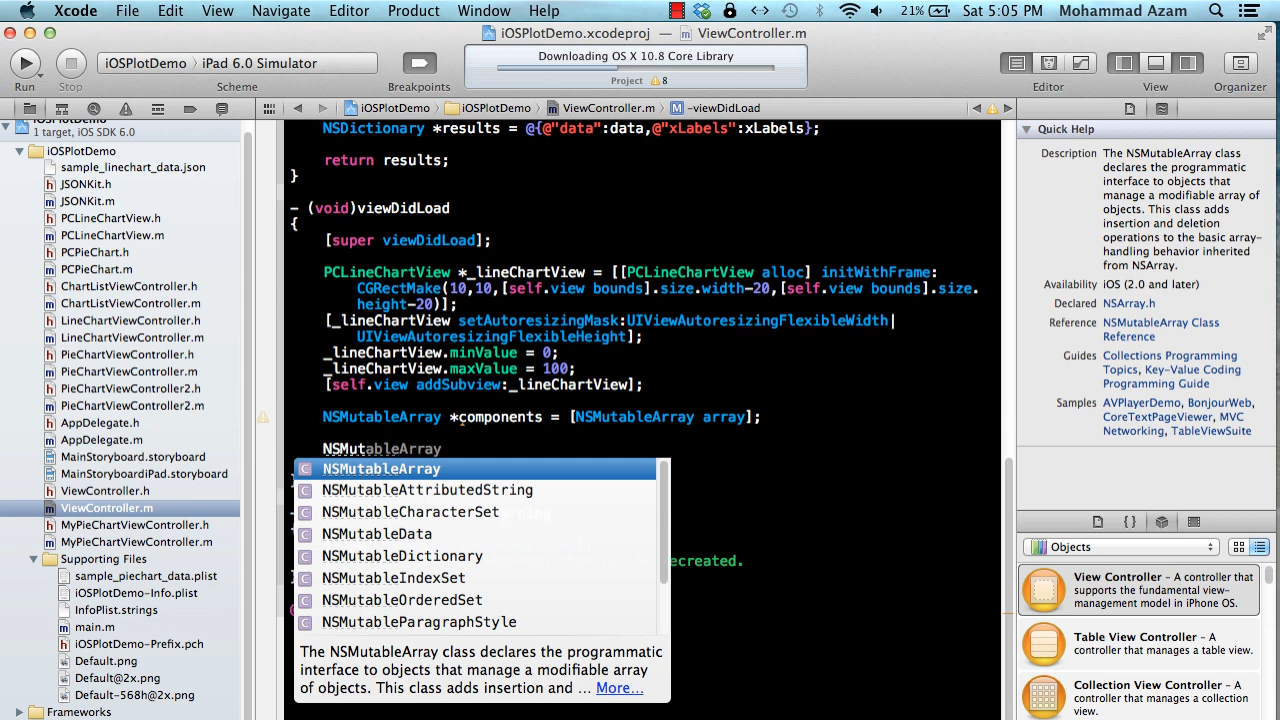 Xcode File Edit View Navigate Editor Product Window Help 21% Sat 5:05 PM Mohammad Azam
iOSPlotDemo.xcodeproj — ViewController.m
Run Stop iOSPlotDemo iPad 6.0 Simulator
Scheme Breakpoints
Downloading OS X 10.8 Core Library
Project 8
Editor View Organizer
iOSPlotDemo iOSPlotDemo ViewController.m -viewDidLoad
iOSPlotDemo
1 target, iOS SDK 6.0
iOSPlotDemo
sample_linechart_data.json
JSONKit.h
JSONKit.m
PCLineChartView.h
PCLineChartView.m
PCPieChart.h
PCPieChart.m
ChartListViewController.h
ChartListViewController.m
LineChartViewController.h
LineChartViewController.m
PieChartViewController.h
PieChartViewController.m
PieChartViewController2.h
PieChartViewController2.m
AppDelegate.h
AppDelegate.m
MainStoryboard.storyboard
MainStoryboardiPad.storyboard
ViewController.h
ViewController.m
MyPieChartViewController.h
MyPieChartViewController.m
Supporting Files
sample_piechart_data.plist
iOSPlotDemo-Info.plist
InfoPlist.strings
main.m
iOSPlotDemo-Prefix.pch
Default.png
Default@2x.png
Default-568h@2x.png
Frameworks
NSDictionary *results = @{@"data":data,@"xLabels":xLabels};
return results;
}
- (void)viewDidLoad
{
[super viewDidLoad];
PCLineChartView *_lineChartView = [[PCLineChartView alloc] initWithFrame:
CGRectMake(10,10,[self.view bounds].size.width-20,[self.view bounds].size.
height-20)];
[_lineChartView setAutoresizingMask:UIViewAutoresizingFlexibleWidth|
UIViewAutoresizingFlexibleHeight];
_lineChartView.minValue = 0;
_lineChartView.maxValue = 100;
[self.view addSubview:_lineChartView];
NSMutableArray *components = [NSMutableArray array];
NSMutableArray
C NSMutableArray
C NSMutableAttributedString
C NSMutableCharacterSet
C NSMutableData
C NSMutableDictionary
C NSMutableIndexSet
C NSMutableOrderedSet
C NSMutableParagraphStyle
ecreated.
The NSMutableArray class declares the programmatic
interface to objects that manage a modifiable array
of objects. This class adds insertion and ... More...
Quick Help
Description The NSMutableArray class
declares the programmatic
interface to objects that
manage a modifiable array of
objects. This class adds
insertion and deletion
operations to the basic array-
handling behavior inherited
from NSArray.
Availability iOS (2.0 and later)
Declared NSArray.h
Reference NSMutableArray Class
Reference
Guides Collections Programming
Topics, Key-Value Coding
Programming Guide
Samples AVPlayerDemo, BonjourWeb,
CoreTextPageViewer, MVC
Networking, TableViewSuite
Objects
View Controller - A controller that
supports the fundamental view-
management model in iPhone OS.
Table View Controller - A
controller that manages a table view.
Collection View Controller - A
controller that manages a collection
view.